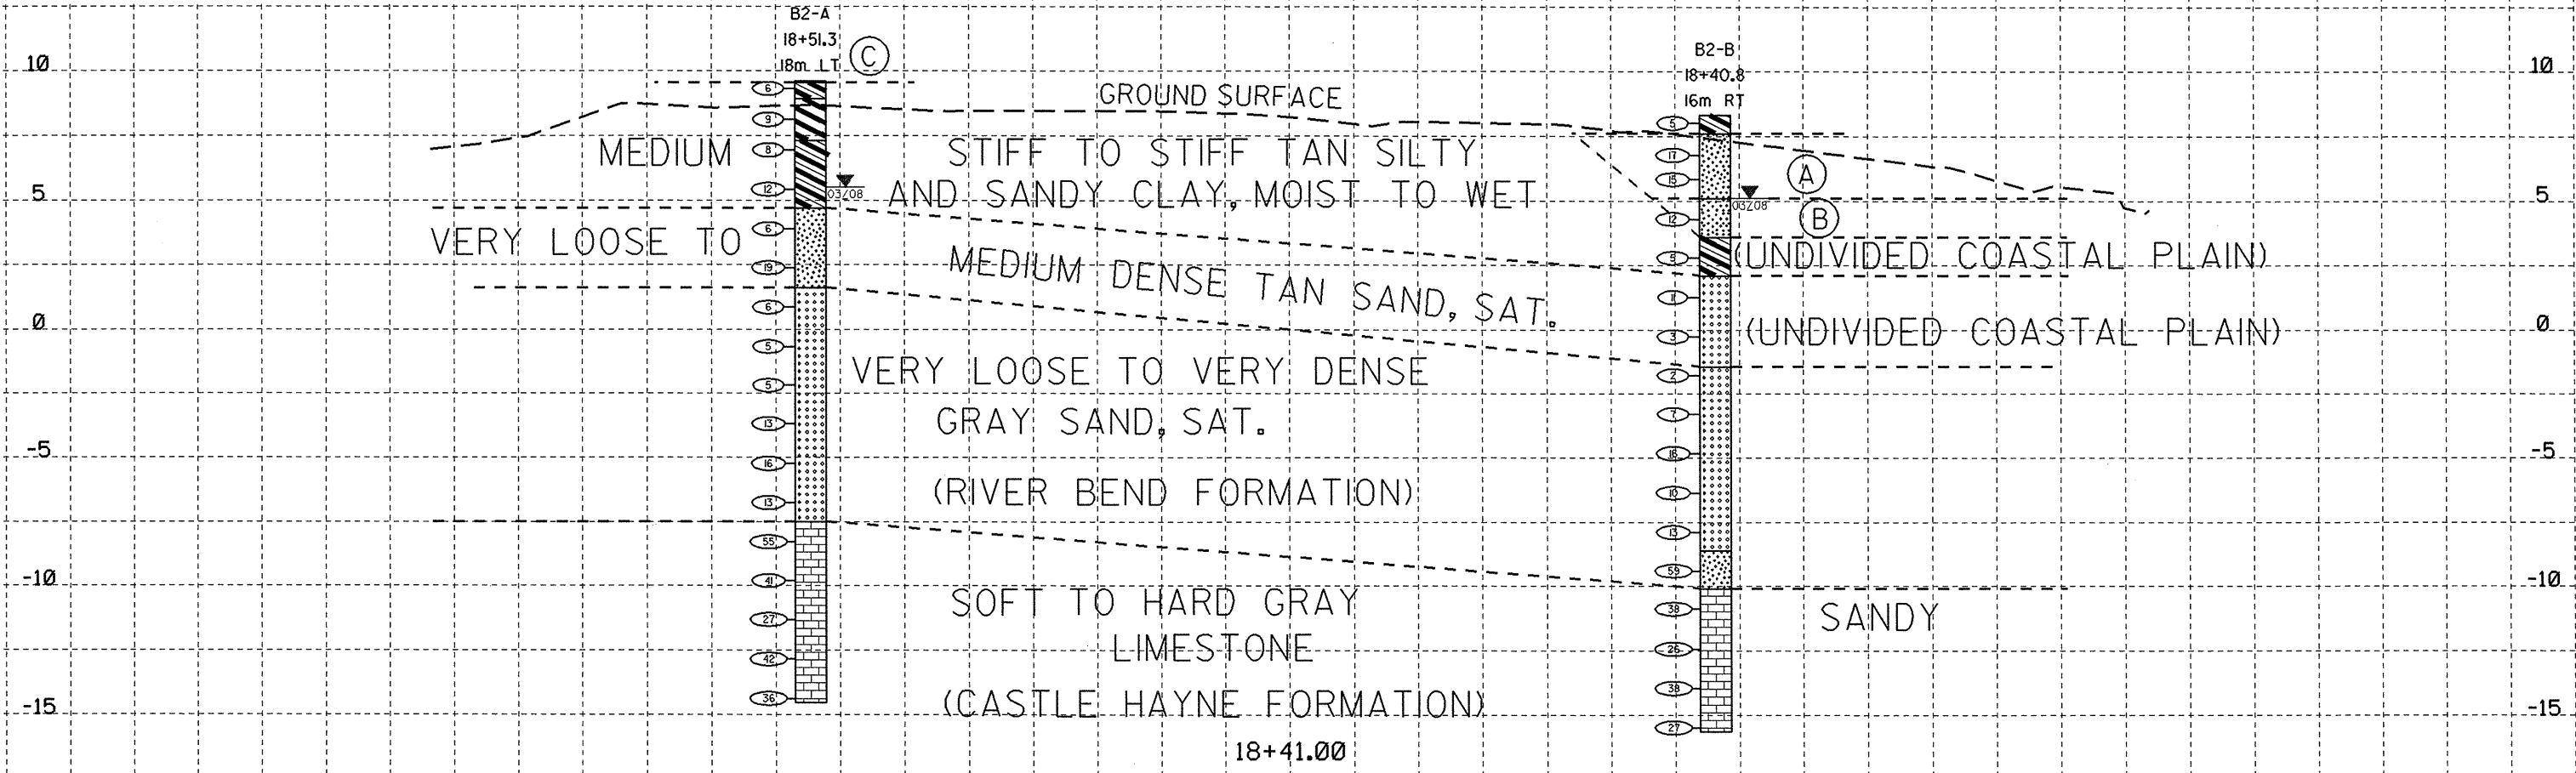 B2-A
18+51.3
18m LT
C
B2-B
18+40.8
16m RT
10
10
GROUND SURFACE
6
9
8
12
6
19
6
5
5
13
16
13
55
41
27
42
36
5
17
15
12
5
11
3
2
7
16
10
13
59
38
26
38
27
MEDIUM STIFF TO STIFF TAN SILTY
AND SANDY CLAY, MOIST TO WET
A
5
03/08
03/08
5
B
VERY LOOSE TO MEDIUM DENSE TAN SAND, SAT.
(UNDIVIDED COASTAL PLAIN)
0
(UNDIVIDED COASTAL PLAIN)
0
VERY LOOSE TO VERY DENSE
GRAY SAND, SAT.
-5
-5
(RIVER BEND FORMATION)
-10
-10
SOFT TO HARD GRAY SANDY
LIMESTONE
(CASTLE HAYNE FORMATION)
-15
-15
18+41.00